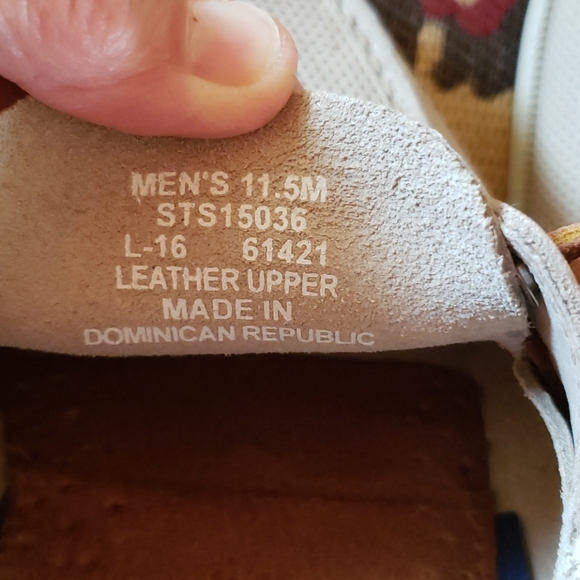 MEN'S 11.5M
STS15036
L-16 61421
LEATHER UPPER
MADE IN
DOMINICAN REPUBLIC